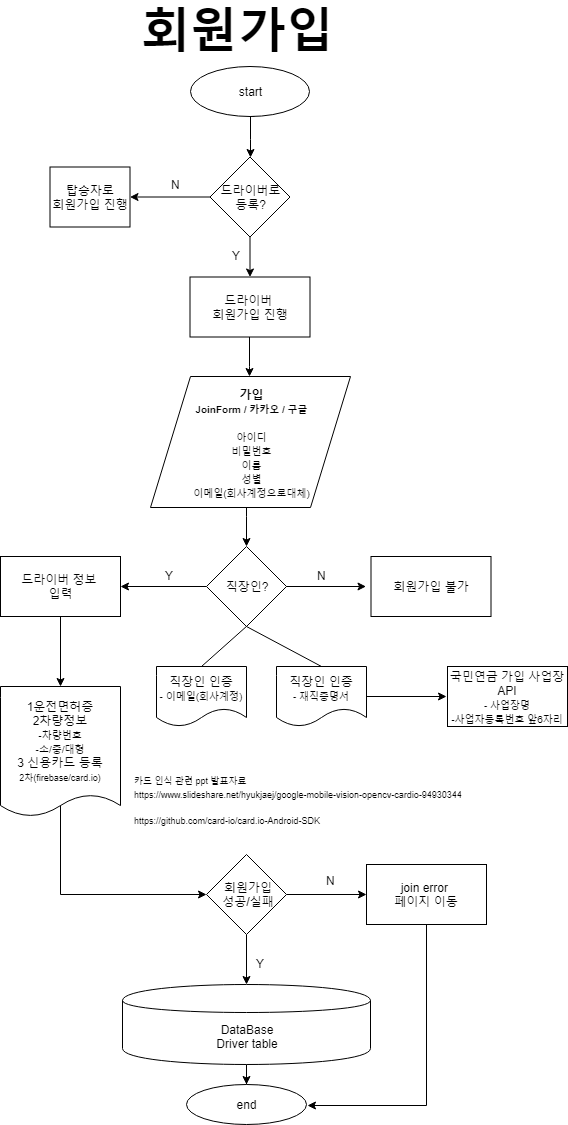 회원가입
start
드라이버로
등록?
N
탑승자로
회원가입 진행
Y
드라이버
회원가입 진행
가입
JoinForm / 카카오 / 구글
아이디
비밀번호
이름
성별
이메일(회사계정으로대체)
직장인?
Y
드라이버 정보
입력
N
회원가입 불가
직장인 인증
- 이메일(회사계정)
직장인 인증
- 재직증명서
국민연금 가입 사업장
API
- 사업장명
-사업자등록번호 앞6자리
1운전면허증
2차량정보
-차량번호
-소/중/대형
3 신용카드 등록
2차(firebase/card.io)
카드 인식 관련 ppt 발표자료
https://www.slideshare.net/hyukjaej/google-mobile-vision-opencv-cardio-94930344
https://github.com/card-io/card.io-Android-SDK
회원가입
성공/실패
N
join error
페이지 이동
Y
DataBase
Driver table
end